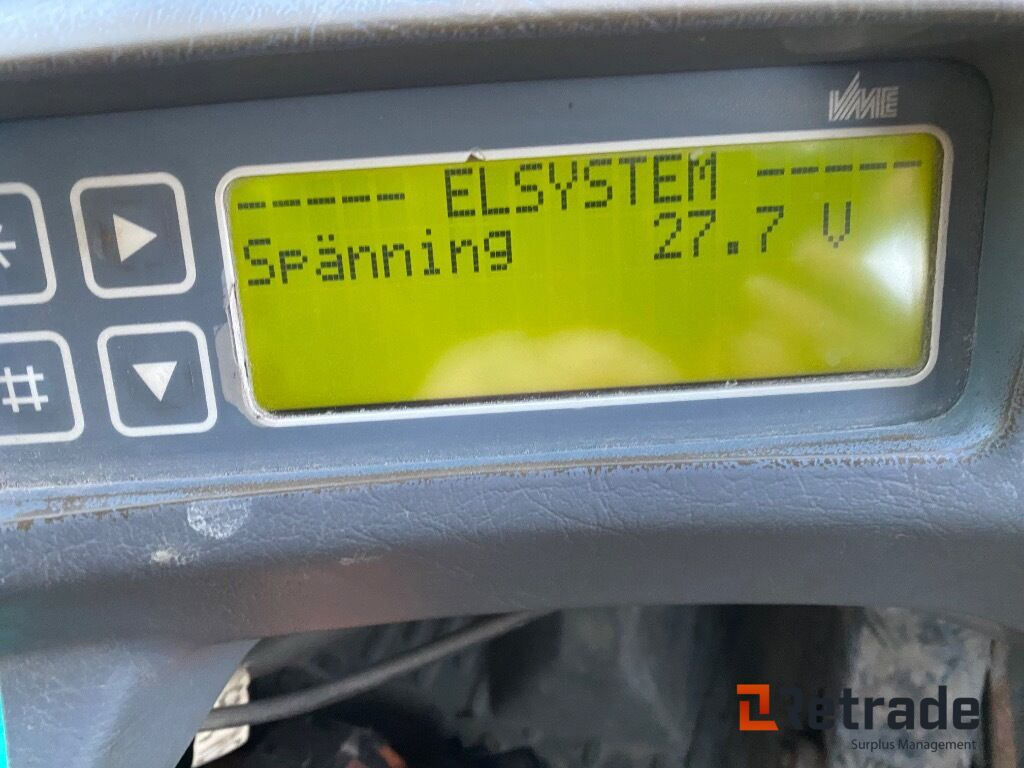 VME
----- ELSYSTEM -----
Spänning 27.7 V
#
Retrade
Surplus Management